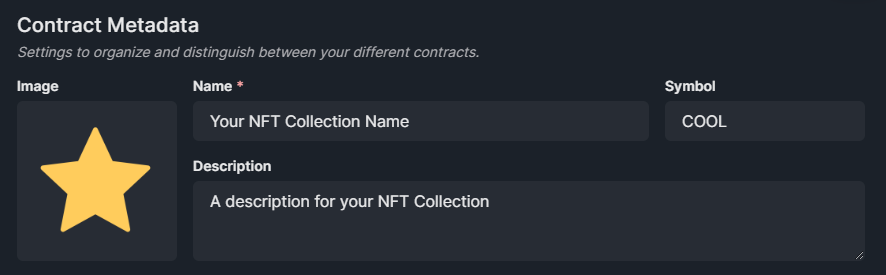 Contract Metadata
Settings to organize and distinguish between your different contracts.
Image
Name *
Symbol
Your NFT Collection Name
COOL
Description
A description for your NFT Collection